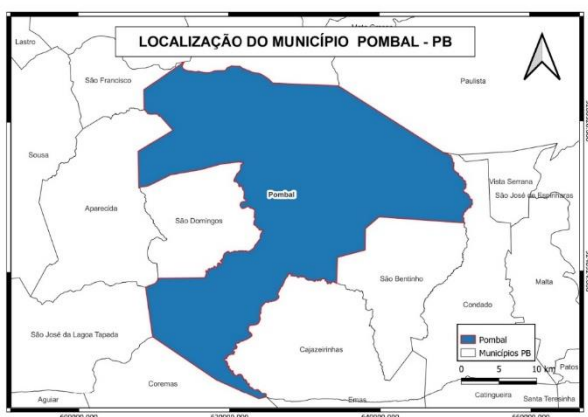 LOCALIZAÇÃO DO MUNICÍPIO POMBAL - PB
Lastro
São Francisco
Paulista
Sousa
Vista Serrana
São José de Espinharas
Pombal
Aparecida
São Domingos
São Bentinho
Malta
Condado
São José da Lagoa Tapada
Cajazeirinhas
Pombal
Municípios PB
0 5 10 km
Patos
Coremas
Aguiar
Emas
Catingueira
Santa Teresinha